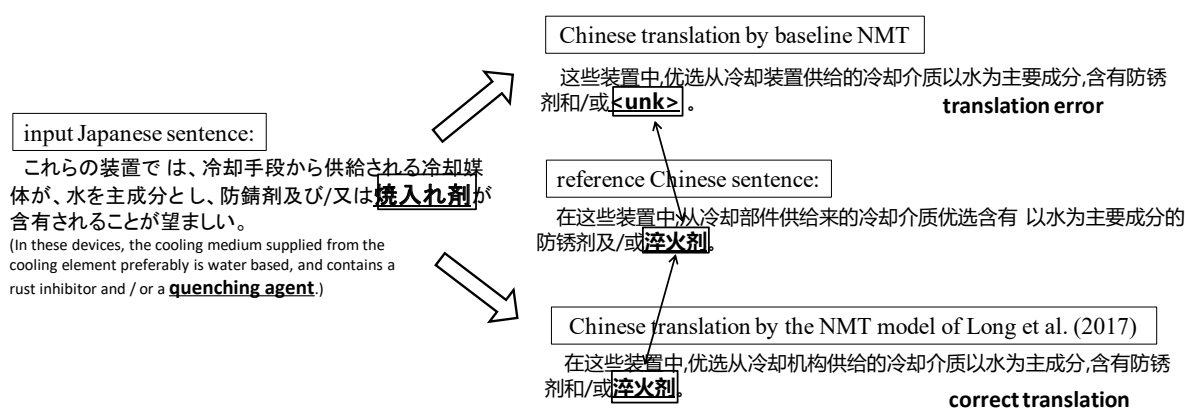 input Japanese sentence:
これらの装置で は、冷却手段から供給される冷却媒
体が、水を主成分とし、防錆剤及び/又は焼入れ剤が
含有されることが望ましい。
(In these devices, the cooling medium supplied from the
cooling element preferably is water based, and contains a
rust inhibitor and / or a quenching agent.)
Chinese translation by baseline NMT
这些装置中,优选从冷却装置供给的冷却介质以水为主要成分,含有防锈
剂和/或<unk>。
translation error
reference Chinese sentence:
在这些装置中,从冷却部件供给来的冷却介质优选含有 以水为主要成分的
防锈剂及/或淬火剂。
Chinese translation by the NMT model of Long et al. (2017)
在这些装置中,优选从冷却机构供给的冷却介质以水为主成分,含有防锈
剂和/或淬火剂。
correct translation